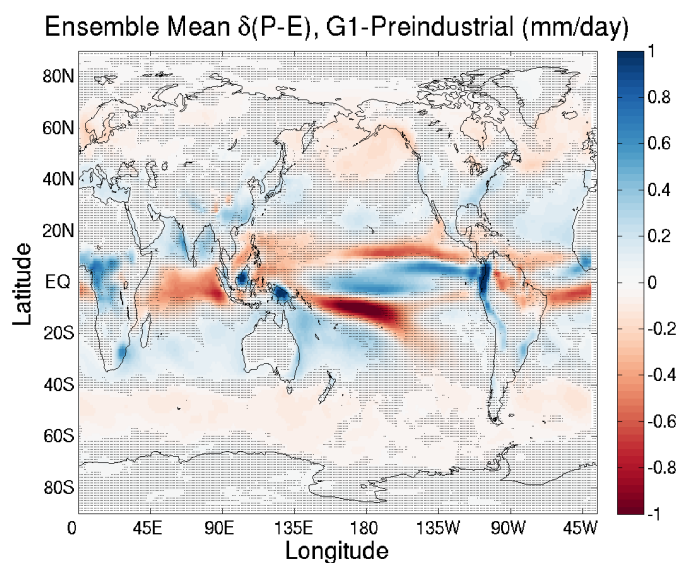 Ensemble Mean δ(P-E), G1-Preindustrial (mm/day)
80N
60N
40N
20N
EQ
20S
40S
60S
80S
Latitude
0 45E 90E 135E 180 135W 90W 45W
Longitude
1
0.8
0.6
0.4
0.2
0
-0.2
-0.4
-0.6
-0.8
-1